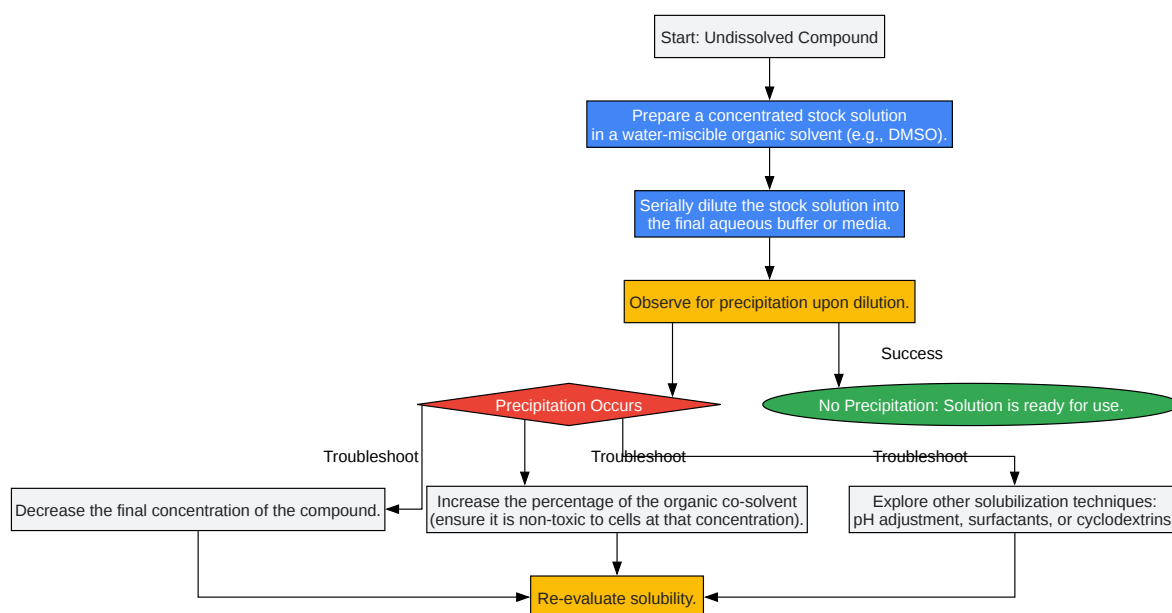 Start: Undissolved Compound
Prepare a concentrated stock solution
in a water-miscible organic solvent (e.g., DMSO).
Serially dilute the stock solution into
the final aqueous buffer or media.
Observe for precipitation upon dilution.
Success
Precipitation Occurs
No Precipitation: Solution is ready for use.
Troubleshoot
Troubleshoot
Troubleshoot
Decrease the final concentration of the compound.
Increase the percentage of the organic co-solvent
(ensure it is non-toxic to cells at that concentration).
Explore other solubilization techniques:
pH adjustment, surfactants, or cyclodextrins
Re-evaluate solubility.